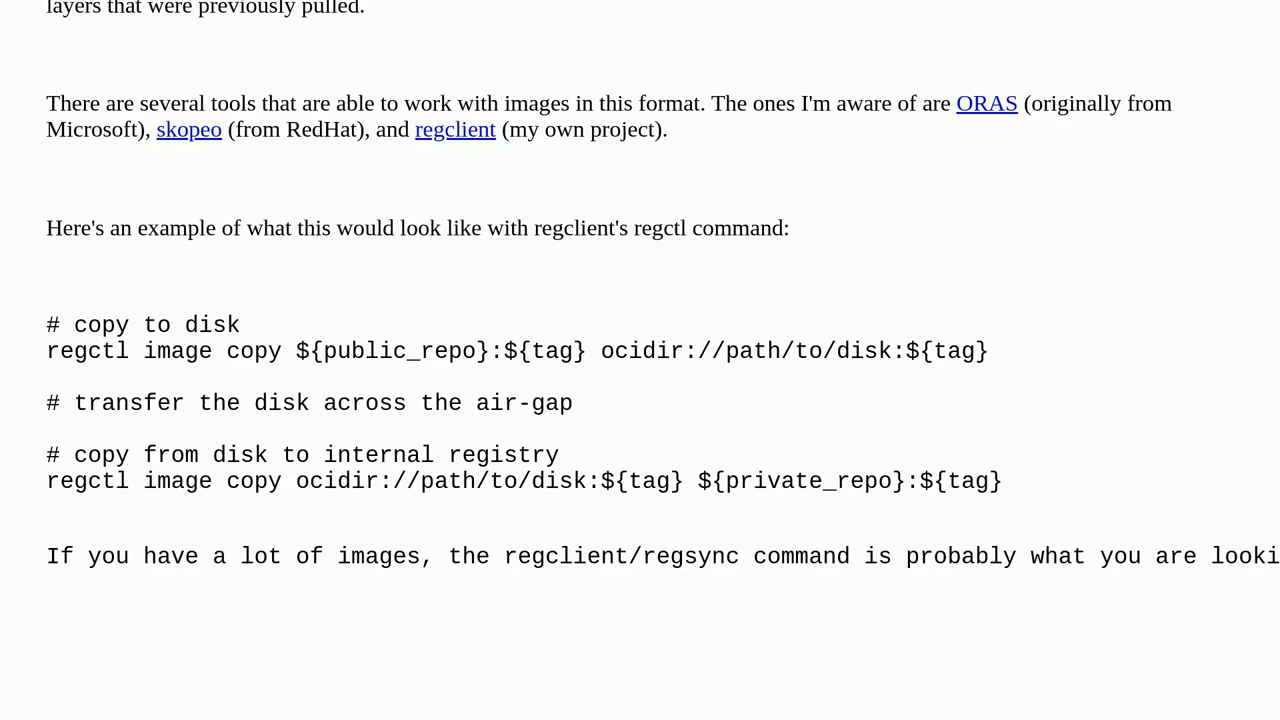 layers that were previously pulled.
There are several tools that are able to work with images in this format. The ones I'm aware of are ORAS (originally from
Microsoft), skopeo (from RedHat), and regclient (my own project).
Here's an example of what this would look like with regclient's regctl command:
# copy to disk
regctl image copy ${public_repo}:${tag} ocidir://path/to/disk:${tag}
# transfer the disk across the air-gap
# copy from disk to internal registry
regctl image copy ocidir://path/to/disk:${tag} ${private_repo}:${tag}
If you have a lot of images, the regclient/regsync command is probably what you are looki